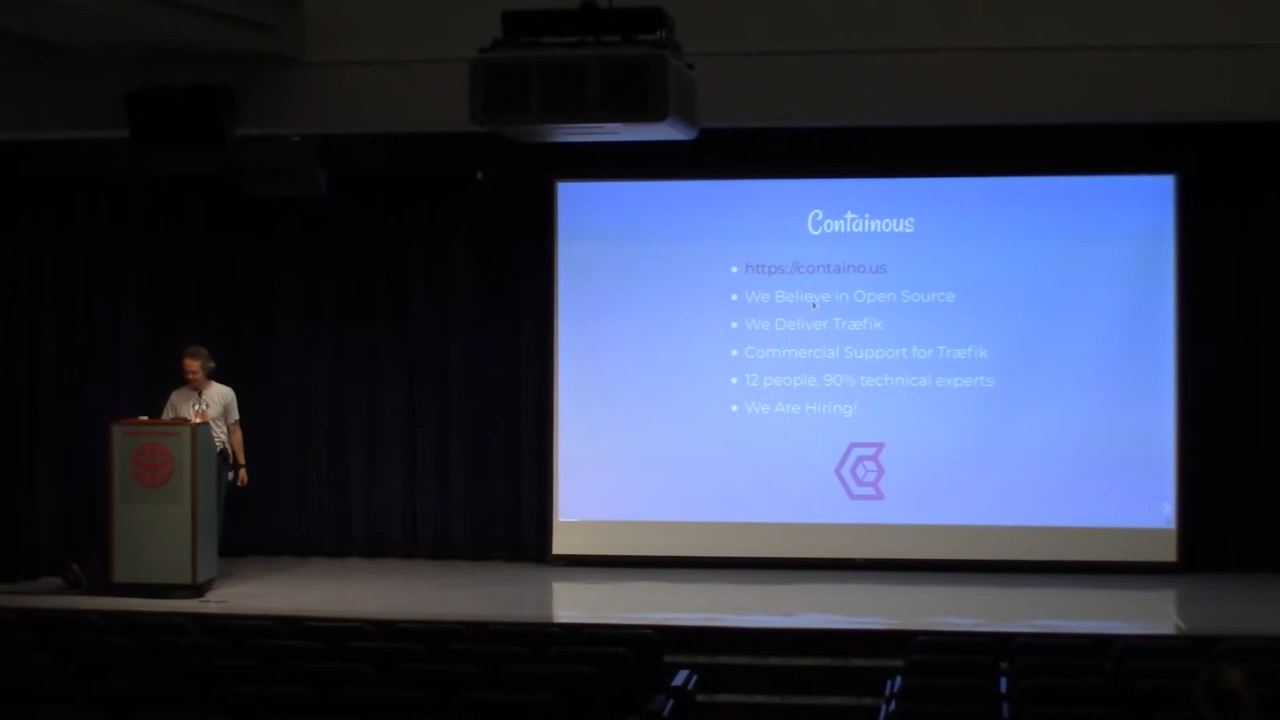 Containous
https://containo.us
We Believe in Open Source
We Deliver Træfik
Commercial Support for Træfik
12 people, 90% technical experts
We Are Hiring!